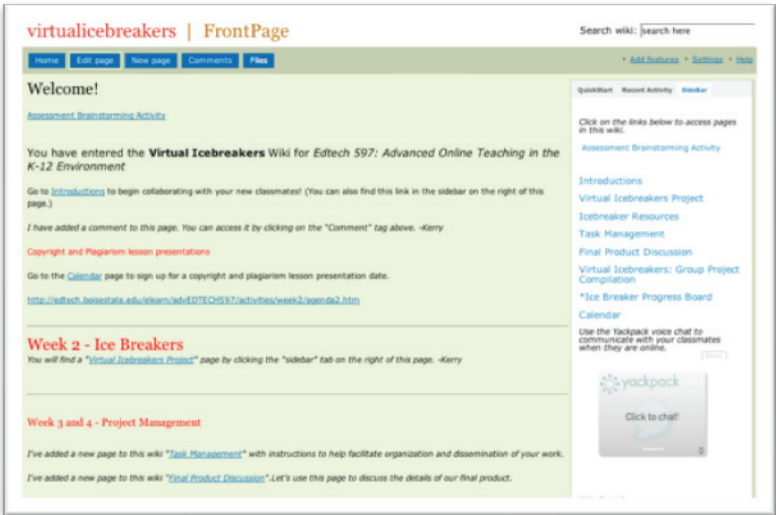 virtualicebreakers | FrontPage
Search wiki: search here
Home Edit page New page Comments Files
Add features Settings Help
Welcome!
Assessment Brainstorming Activity
You have entered the Virtual Icebreakers Wiki for Edtech 597: Advanced Online Teaching in the
K-12 Environment
Go to Introductions to begin collaborating with your new classmates! (You can also find this link in the sidebar on the right of this
page.)
I have added a comment to this page. You can access it by clicking on the "Comment" tag above. -Kerry
Copyright and Plagiarism lesson presentations
Go to the Calendar page to sign up for a copyright and plagiarism lesson presentation date.
http://edtech.boisestate.edu/elearn/advEDTECH597/activities/week2/agenda2.htm
Week 2 - Ice Breakers
You will find a "Virtual Icebreakers Project" page by clicking the "sidebar" tab on the right of this page. -Kerry
Week 3 and 4 - Project Management
I've added a new page to this wiki "Task Management" with instructions to help facilitate organization and dissemination of your work.
I've added a new page to this wiki "Final Product Discussion".Let's use this page to discuss the details of our final product.
QuickStart Recent Activity SideBar
Click on the links below to access pages
in this wiki.
Assessment Brainstorming Activity
Introductions
Virtual Icebreakers Project
Icebreaker Resources
Task Management
Final Product Discussion
Virtual Icebreakers: Group Project
Compilation
*Ice Breaker Progress Board
Calendar
Use the Yackpack voice chat to
communicate with your classmates
when they are online.
yackpack
Click to chat!
0